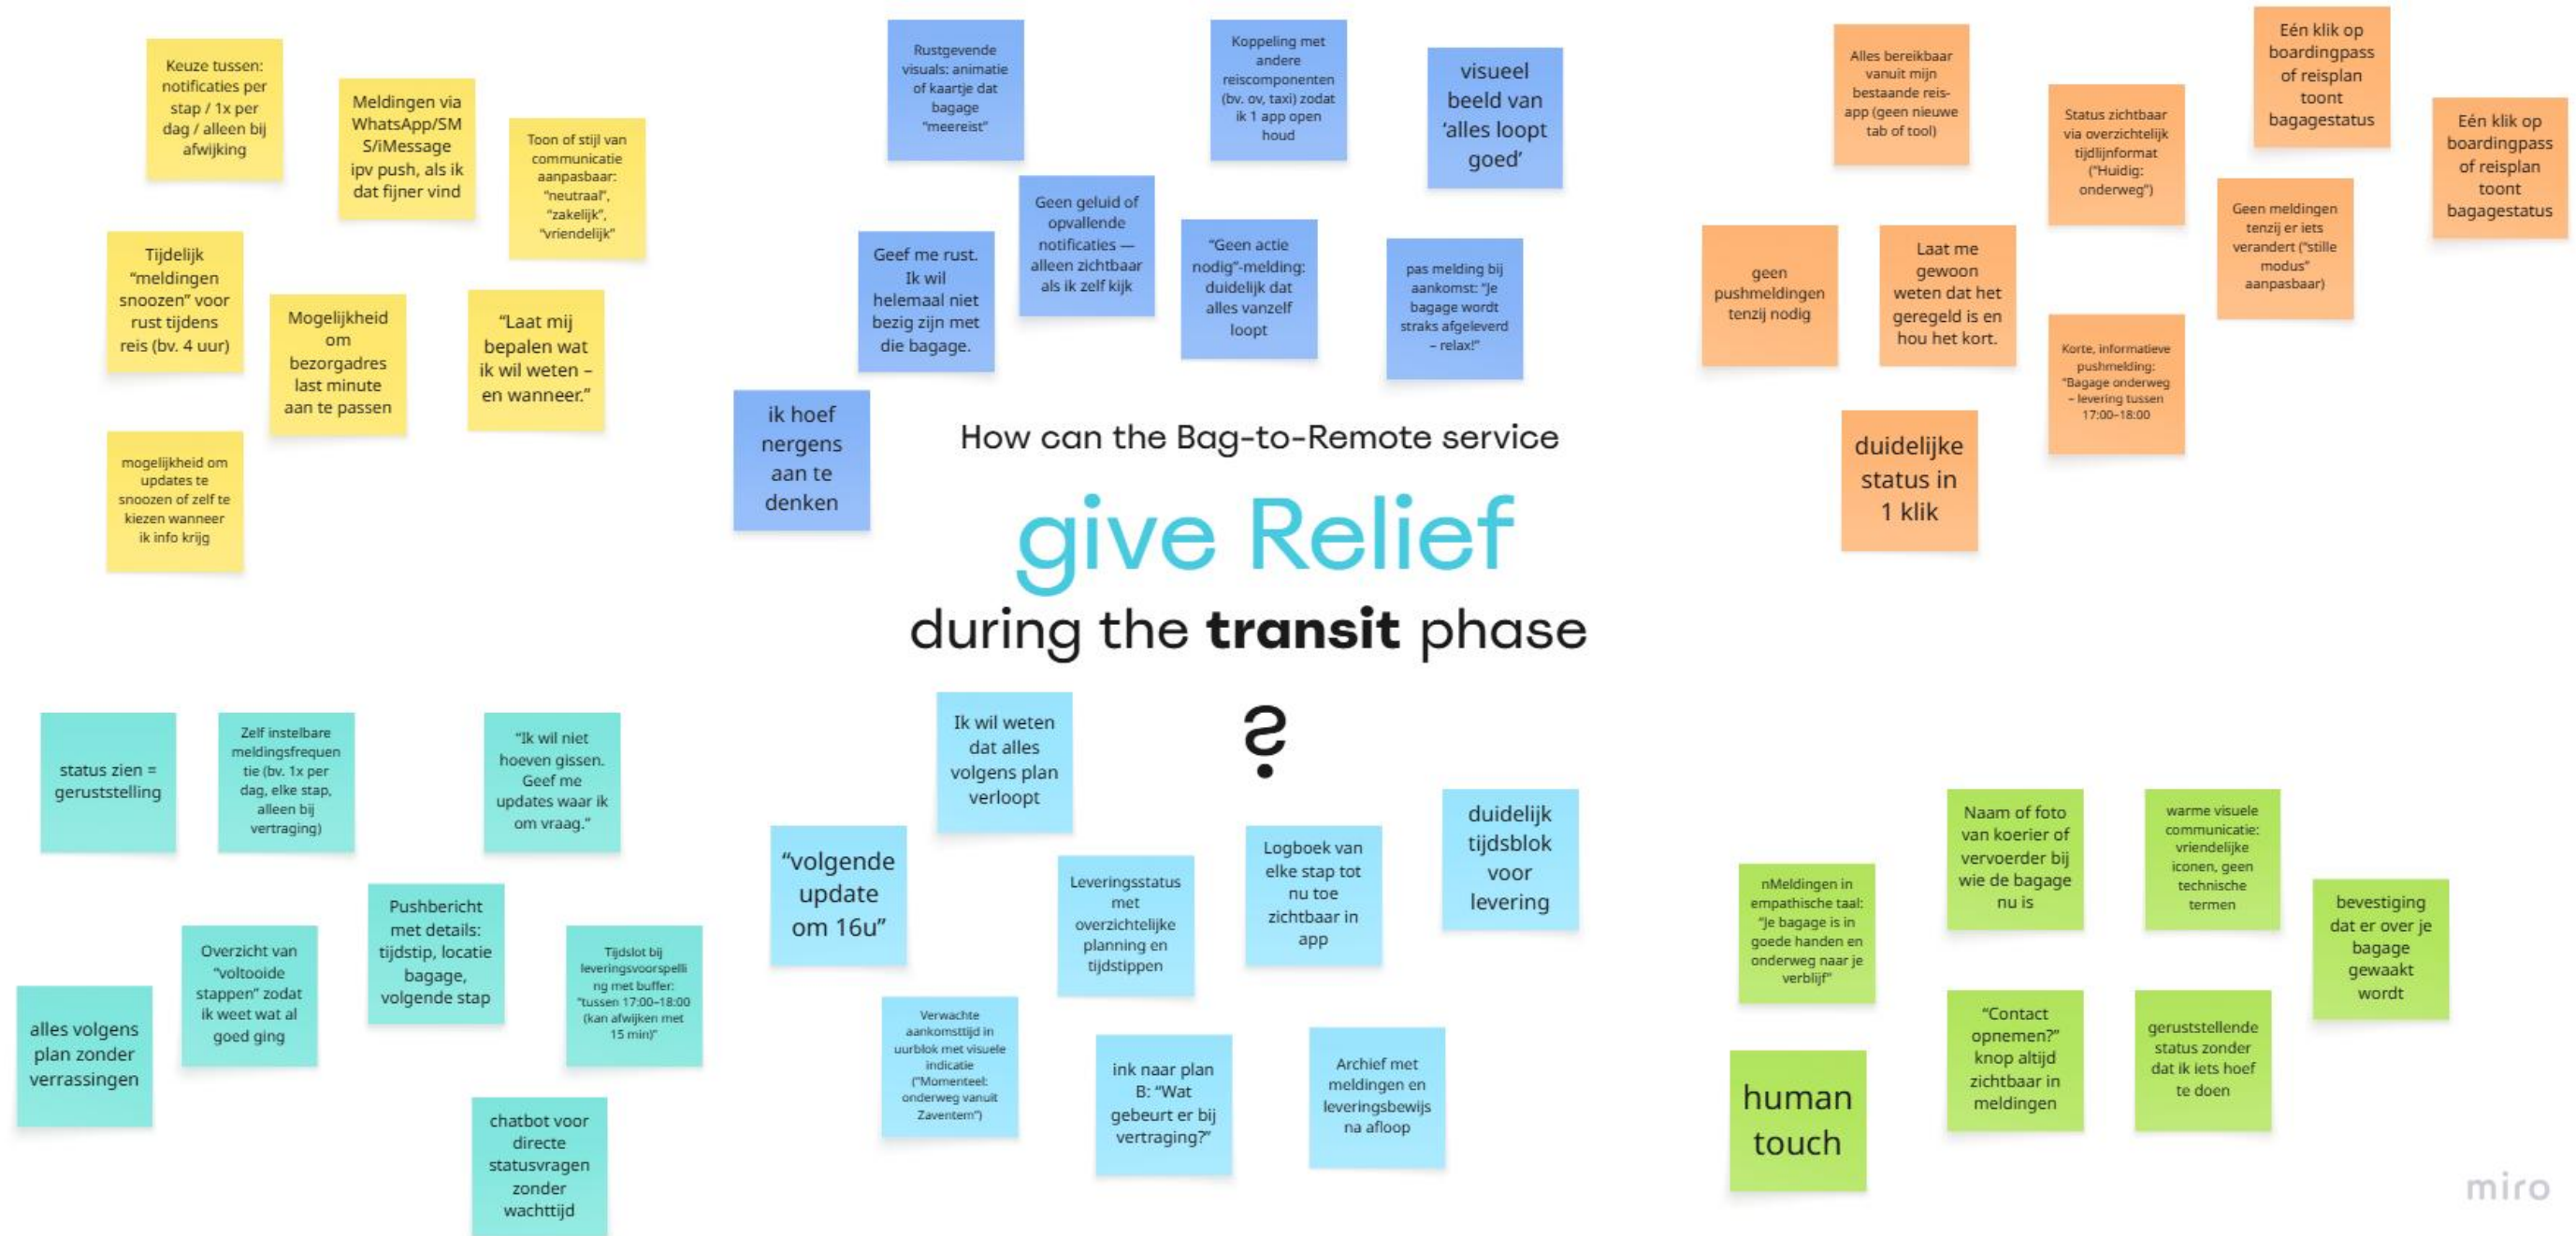 Keuze tussen:
notificaties per
stap / 1x per
dag / alleen bij
afwijking
Meldingen via
WhatsApp/SM
S/iMessage
ipv push, als ik
dat fijner vind
Toon of stijl van
communicatie
aanpasbaar:
“neutraal”,
“zakelijk”,
“vriendelijk”
Tijdelijk
“meldingen
snoozen” voor
rust tijdens
reis (bv. 4 uur)
Mogelijkheid
om
bezorgadres
last minute
aan te passen
“Laat mij
bepalen wat
ik wil weten –
en wanneer.”
mogelijkheid om
updates te
snoozen of zelf te
kiezen wanneer
ik info krijg
Rustgevende
visuals: animatie
of kaartje dat
bagage
“meereist”
Koppeling met
andere
reiscomponenten
(bv. ov, taxi) zodat
ik 1 app open
houd
visueel
beeld van
‘alles loopt
goed’
Geen geluid of
opvallende
notificaties —
alleen zichtbaar
als ik zelf kijk
Geef me rust.
Ik wil
helemaal niet
bezig zijn met
die bagage.
“Geen actie
nodig”-melding:
duidelijk dat
alles vanzelf
loopt
pas melding bij
aankomst: “Je
bagage wordt
straks afgeleverd
– relax!”
ik hoef
nergens
aan te
denken
Alles bereikbaar
vanuit mijn
bestaande reis-
app (geen nieuwe
tab of tool)
Status zichtbaar
via overzichtelijk
tijdlijnformat
(“Huidig:
onderweg”)
Eén klik op
boardingpass
of reisplan
toont
bagagestatus
Eén klik op
boardingpass
of reisplan
toont
bagagestatus
geen
pushmeldingen
tenzij nodig
Laat me
gewoon
weten dat het
geregeld is en
hou het kort.
Geen meldingen
tenzij er iets
verandert (“stille
modus”
aanpasbaar)
Korte, informatieve
pushmelding:
“Bagage onderweg
– levering tussen
17:00–18:00
duidelijke
status in
1 klik
How can the Bag-to-Remote service
give Relief
during the transit phase
?
status zien =
geruststelling
Zelf instelbare
meldingsfrequen
tie (bv. 1x per
dag, elke stap,
alleen bij
vertraging)
“Ik wil niet
hoeven gissen.
Geef me
updates waar ik
om vraag.”
Pushbericht
met details:
tijdstip, locatie
bagage,
volgende stap
Overzicht van
“voltooide
stappen” zodat
ik weet wat al
goed ging
Tijdslot bij
leveringsvoorspelli
ng met buffer:
“tussen 17:00–18:00
(kan afwijken met
15 min)”
alles volgens
plan zonder
verrassingen
chatbot voor
directe
statusvragen
zonder
wachttijd
Ik wil weten
dat alles
volgens plan
verloopt
“volgende
update
om 16u”
Leveringsstatus
met
overzichtelijke
planning en
tijdstippen
Logboek van
elke stap tot
nu toe
zichtbaar in
app
duidelijk
tijdsblok
voor
levering
Verwachte
aankomsttijd in
uurblok met visuele
indicatie
(“Momenteel:
onderweg vanuit
Zaventem”)
ink naar plan
B: “Wat
gebeurt er bij
vertraging?”
Archief met
meldingen en
leveringsbewijs
na afloop
Naam of foto
van koerier of
vervoerder bij
wie de bagage
nu is
warme visuele
communicatie:
vriendelijke
iconen, geen
technische
termen
nMeldingen in
empathische taal:
“Je bagage is in
goede handen en
onderweg naar je
verblijf”
bevestiging
dat er over je
bagage
gewaakt
wordt
“Contact
opnemen?”
knop altijd
zichtbaar in
meldingen
geruststellende
status zonder
dat ik iets hoef
te doen
human
touch
miro